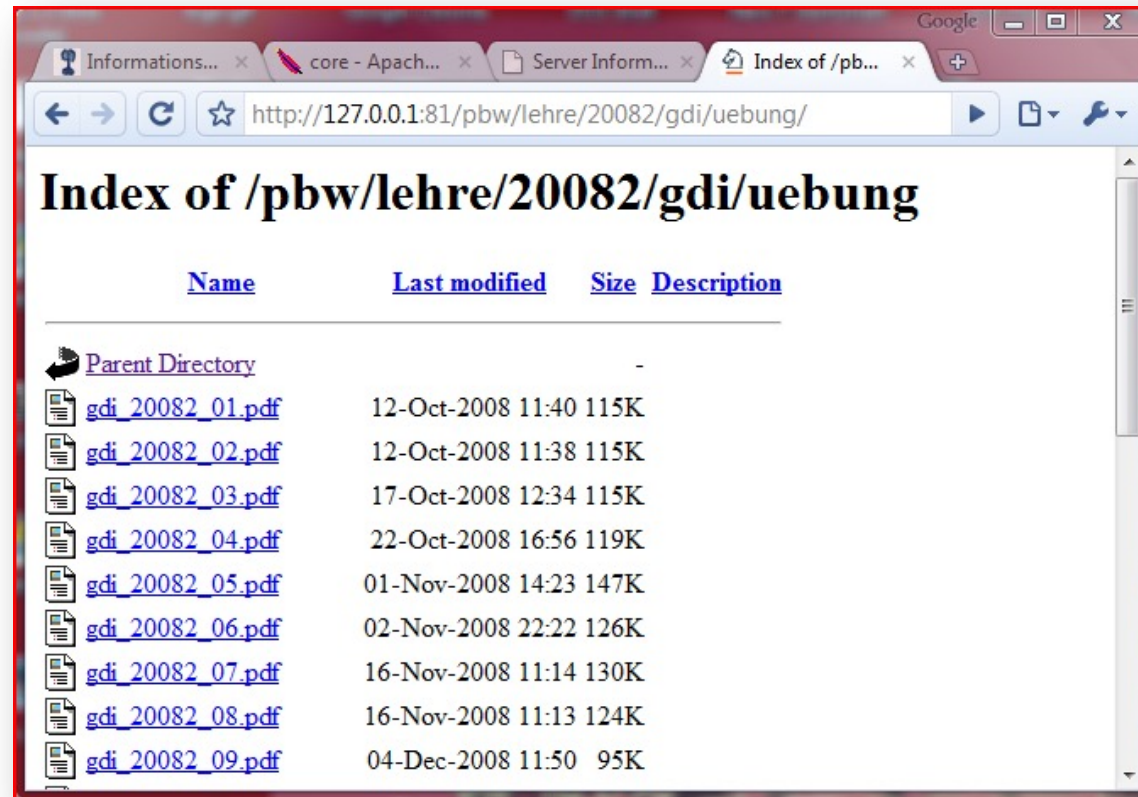 Google
Informations... core - Apach... Server Inform... Index of /pb...
http://127.0.0.1:81/pbw/lehre/20082/gdi/uebung/
Index of /pbw/lehre/20082/gdi/uebung
Name Last modified Size Description
Parent Directory -
gdi_20082_01.pdf 12-Oct-2008 11:40 115K
gdi_20082_02.pdf 12-Oct-2008 11:38 115K
gdi_20082_03.pdf 17-Oct-2008 12:34 115K
gdi_20082_04.pdf 22-Oct-2008 16:56 119K
gdi_20082_05.pdf 01-Nov-2008 14:23 147K
gdi_20082_06.pdf 02-Nov-2008 22:22 126K
gdi_20082_07.pdf 16-Nov-2008 11:14 130K
gdi_20082_08.pdf 16-Nov-2008 11:13 124K
gdi_20082_09.pdf 04-Dec-2008 11:50 95K